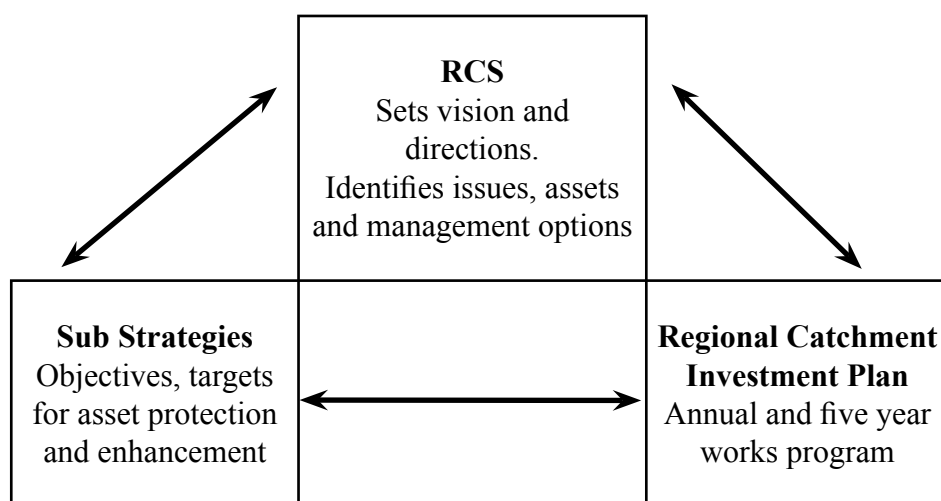 RCS
Sets vision and
directions.
Identifies issues, assets
and management options
Sub Strategies
Objectives, targets
for asset protection
and enhancement
Regional Catchment
Investment Plan
Annual and five year
works program